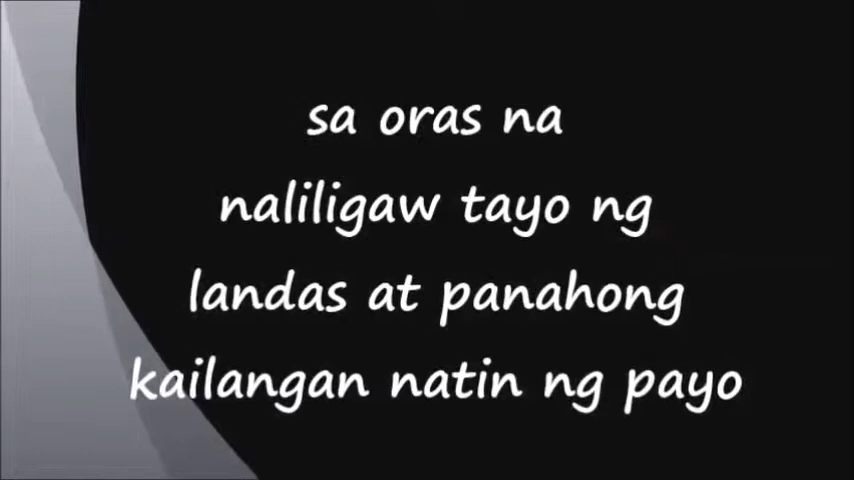 sa oras na
naliligaw tayo ng
landas at panahong
kailangan natin ng payo